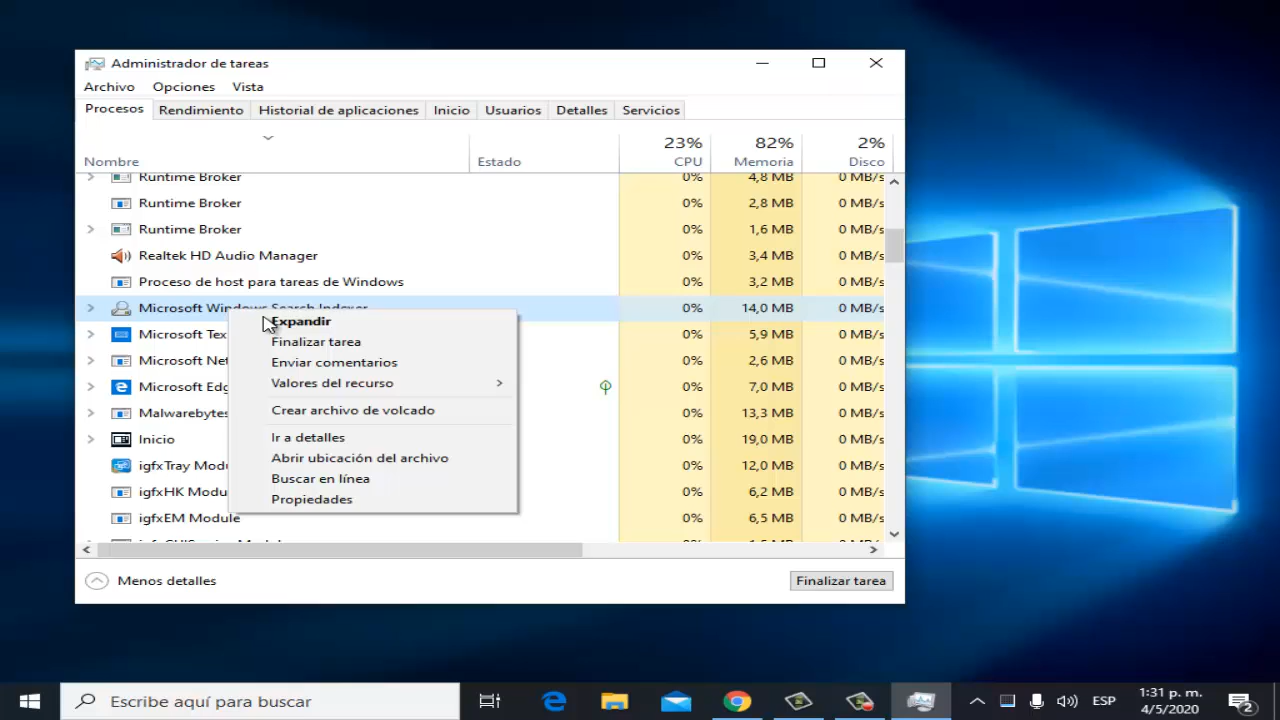 Administrador de tareas
Archivo Opciones Vista
Procesos Rendimiento Historial de aplicaciones Inicio Usuarios Detalles Servicios
23% 82% 2%
Nombre Estado CPU Memoria Disco
Runtime Broker 0% 4,8 MB 0 MB/s
Runtime Broker 0% 2,8 MB 0 MB/s
Runtime Broker 0% 1,6 MB 0 MB/s
Realtek HD Audio Manager 0% 3,4 MB 0 MB/s
Proceso de host para tareas de Windows 0% 3,2 MB 0 MB/s
Microsoft Windows Search Indexer 0% 14,0 MB 0 MB/s
Microsoft Tex 0% 5,9 MB 0 MB/s
Microsoft Net 0% 2,6 MB 0 MB/s
Microsoft Edg 0% 7,0 MB 0 MB/s
Malwarebytes 0% 13,3 MB 0 MB/s
Inicio 0% 19,0 MB 0 MB/s
igfxTray Modu 0% 12,0 MB 0 MB/s
igfxHK Modu 0% 6,2 MB 0 MB/s
igfxEM Module 0% 6,5 MB 0 MB/s
Expandir
Finalizar tarea
Enviar comentarios
Valores del recurso
Crear archivo de volcado
Ir a detalles
Abrir ubicación del archivo
Buscar en línea
Propiedades
Menos detalles Finalizar tarea
Escribe aquí para buscar
ESP
1:31 p. m.
4/5/2020
2